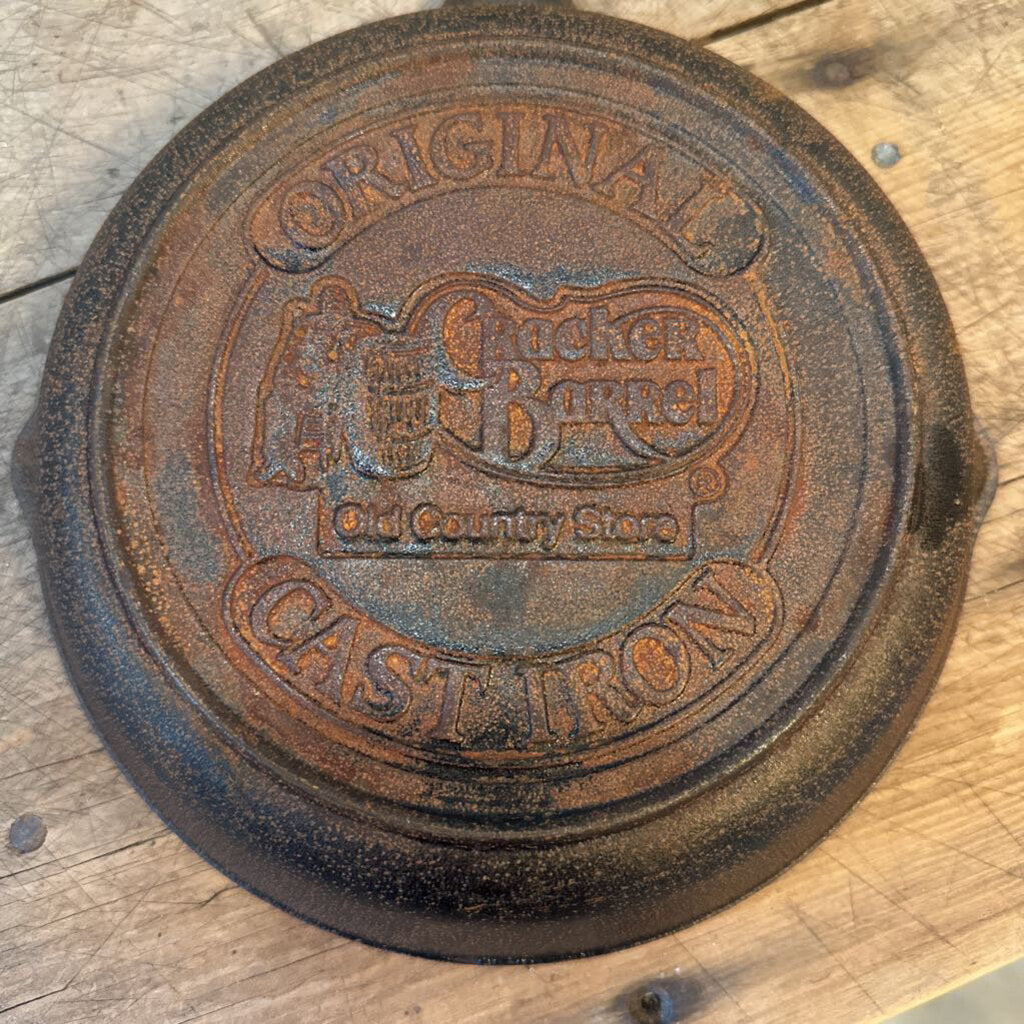 ORIGINAL
Cracker
Barrel
®
Old Country Store
CAST IRON